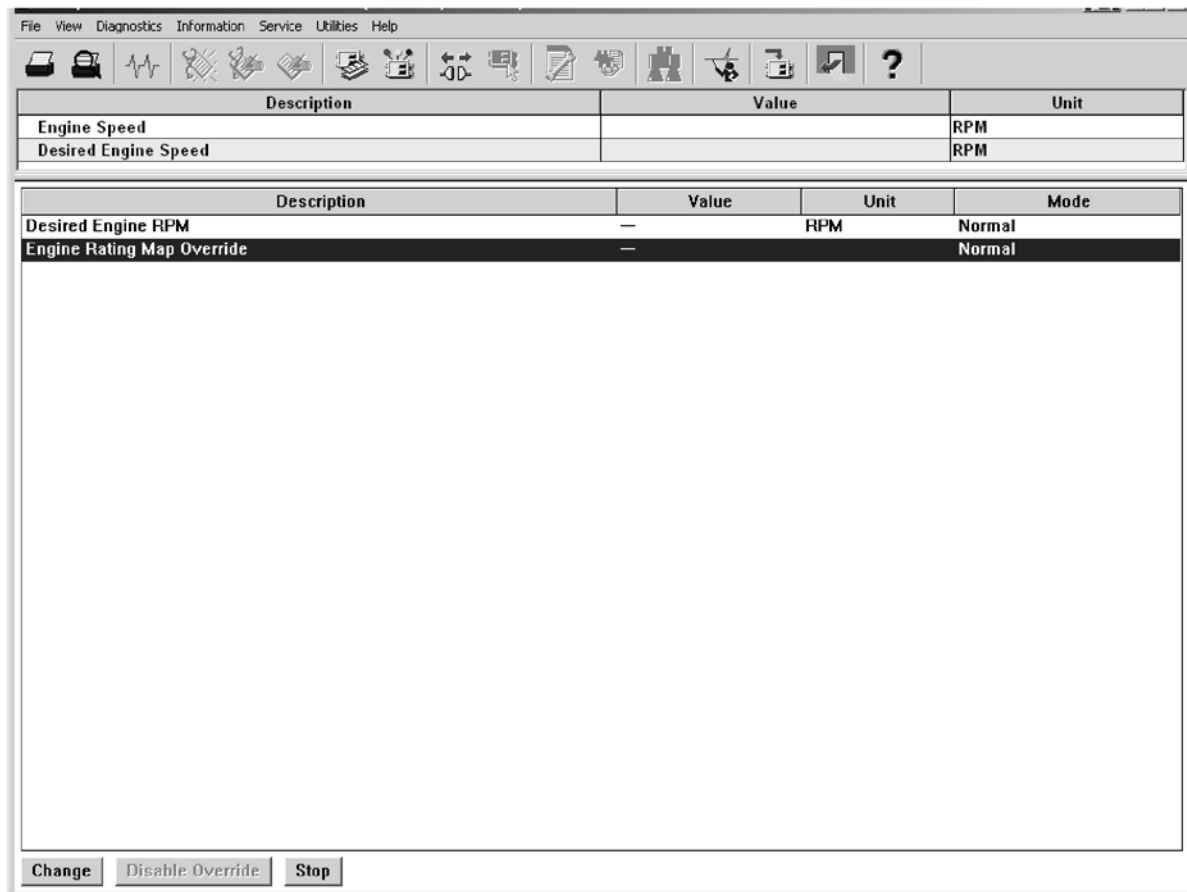 File View Diagnostics Information Service Utilities Help
?
Description Value Unit
Engine Speed RPM
Desired Engine Speed RPM
Description Value Unit Mode
Desired Engine RPM — RPM Normal
Engine Rating Map Override — Normal
Change Disable Override Stop